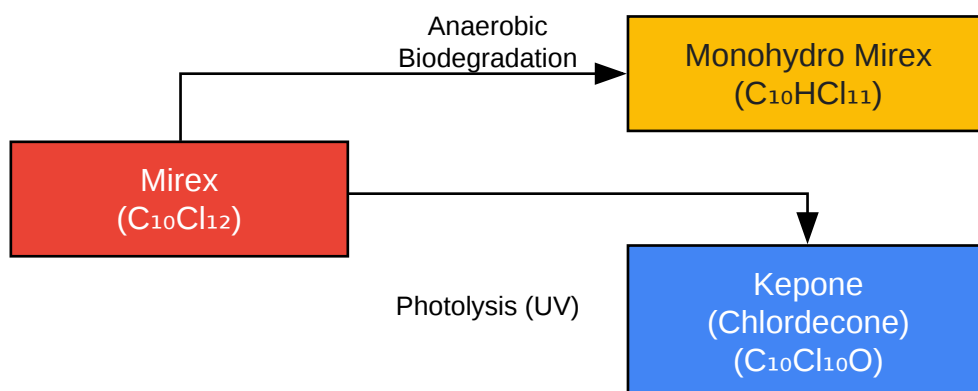 Anaerobic
Biodegradation
Monohydro Mirex
(C₁₀HCl₁₁)
Mirex
(C₁₀Cl₁₂)
Photolysis (UV)
Kepone
(Chlordecone)
(C₁₀Cl₁₀O)